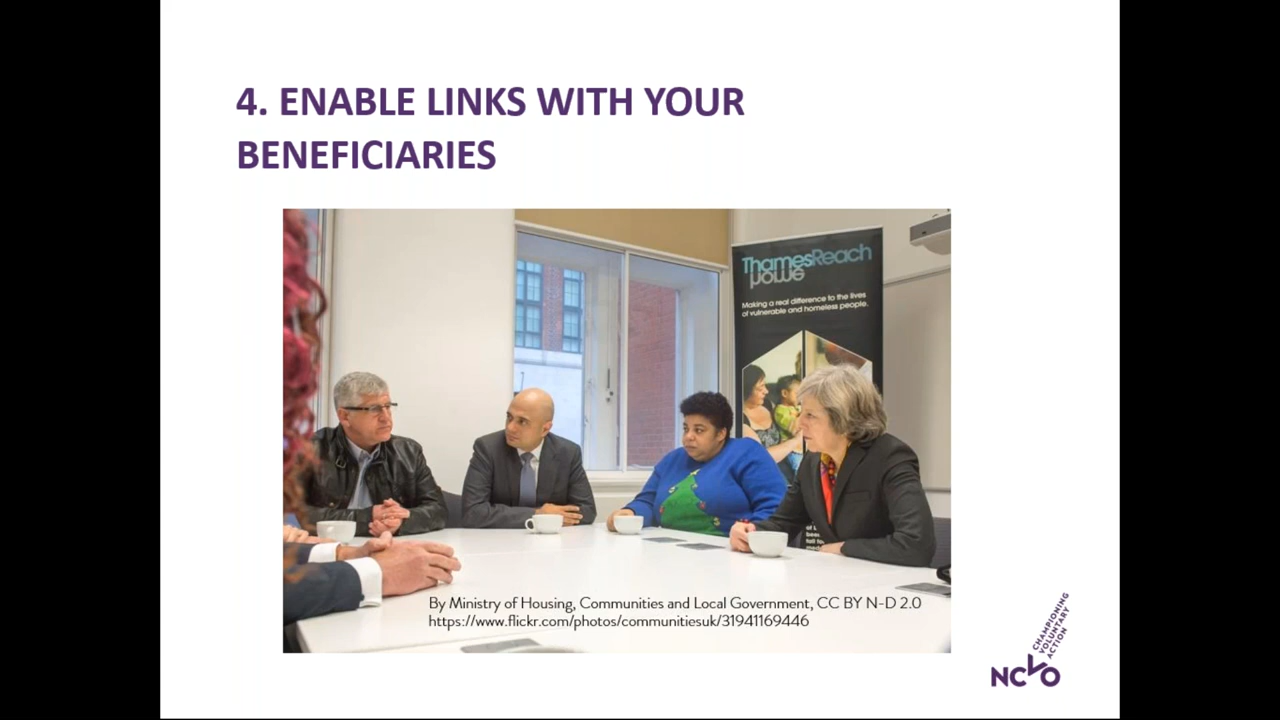 4. ENABLE LINKS WITH YOUR
BENEFICIARIES
ThamesReach
Making a real difference to the lives
of vulnerable and homeless people.
By Ministry of Housing, Communities and Local Government, CC BY N-D 2.0
https://www.flickr.com/photos/communitiesuk/31941169446
CHAMPIONING
VOLUNTARY
ACTION
NCVO